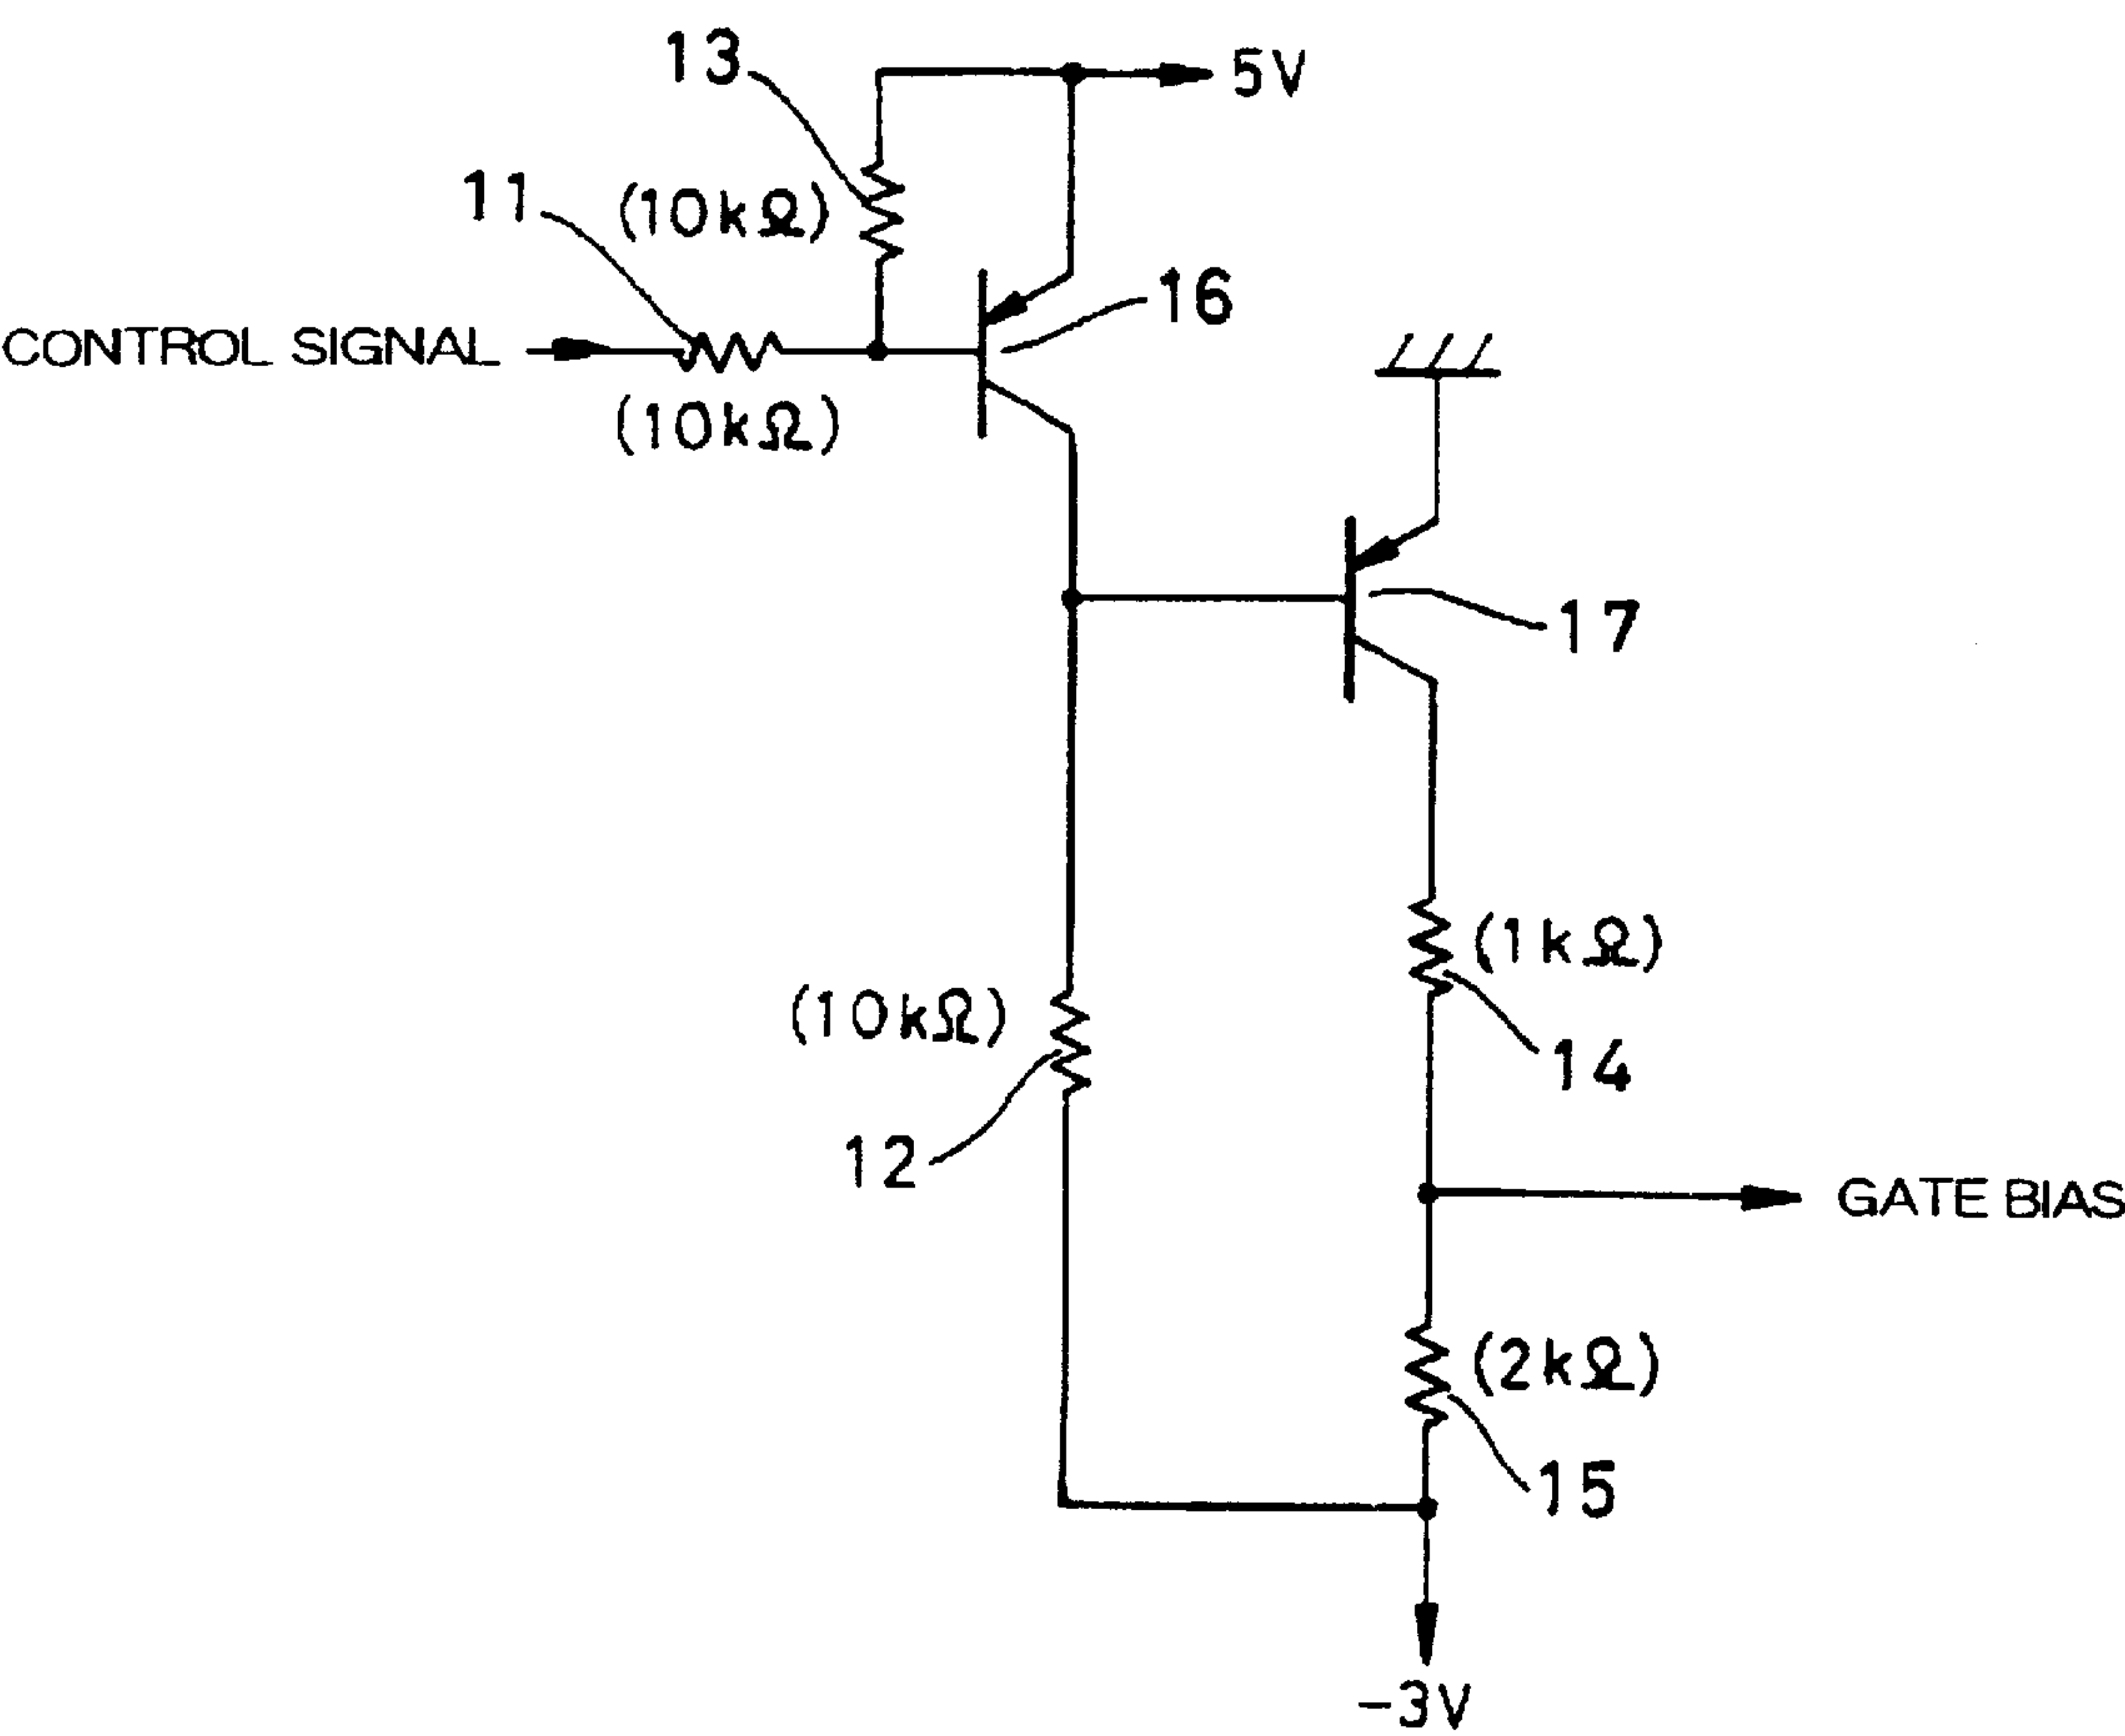 13
5V
11
(10kΩ)
16
CONTROL SIGNAL
(10kΩ)
17
(1kΩ)
(10kΩ)
14
12
GATE BIAS
(2kΩ)
15
-3V